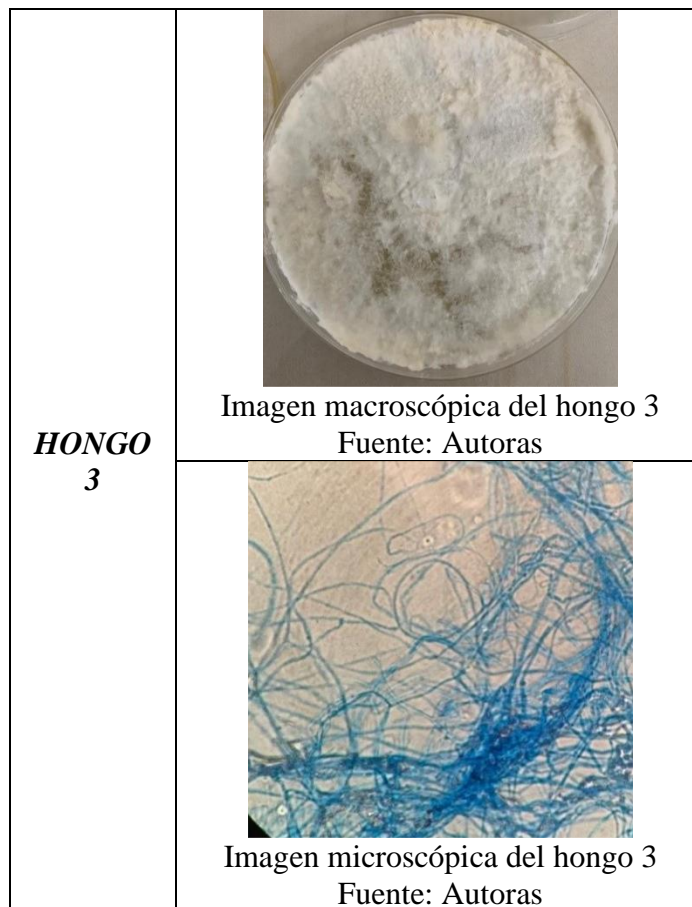 HONGO
3
Imagen macroscópica del hongo 3
Fuente: Autoras
Imagen microscópica del hongo 3
Fuente: Autoras